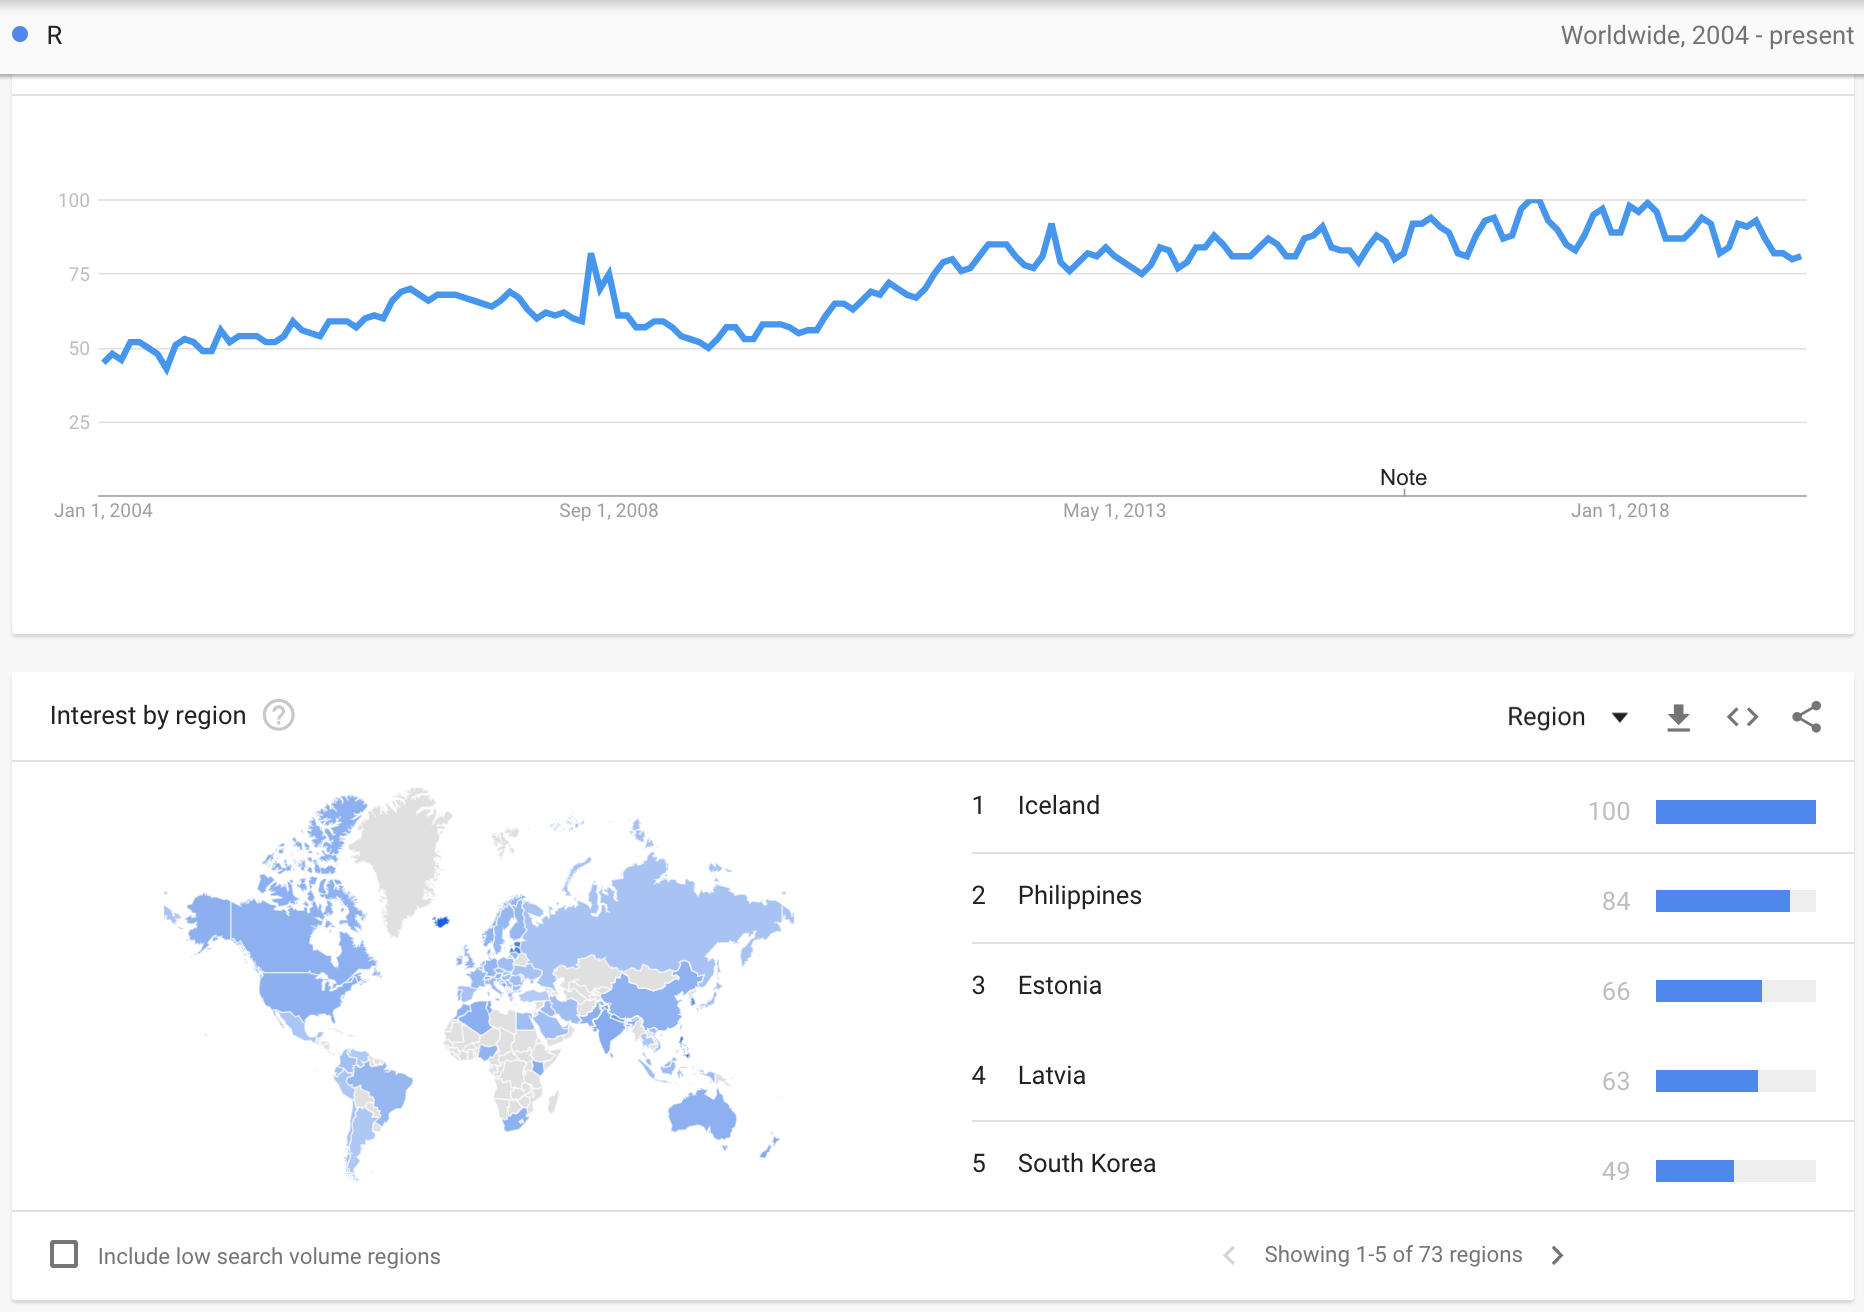 R
Worldwide, 2004 - present
100
75
50
25
Note
Jan 1, 2004
Sep 1, 2008
May 1, 2013
Jan 1, 2018
Interest by region ?
Region
1 Iceland 100
2 Philippines 84
3 Estonia 66
4 Latvia 63
5 South Korea 49
Include low search volume regions
Showing 1-5 of 73 regions